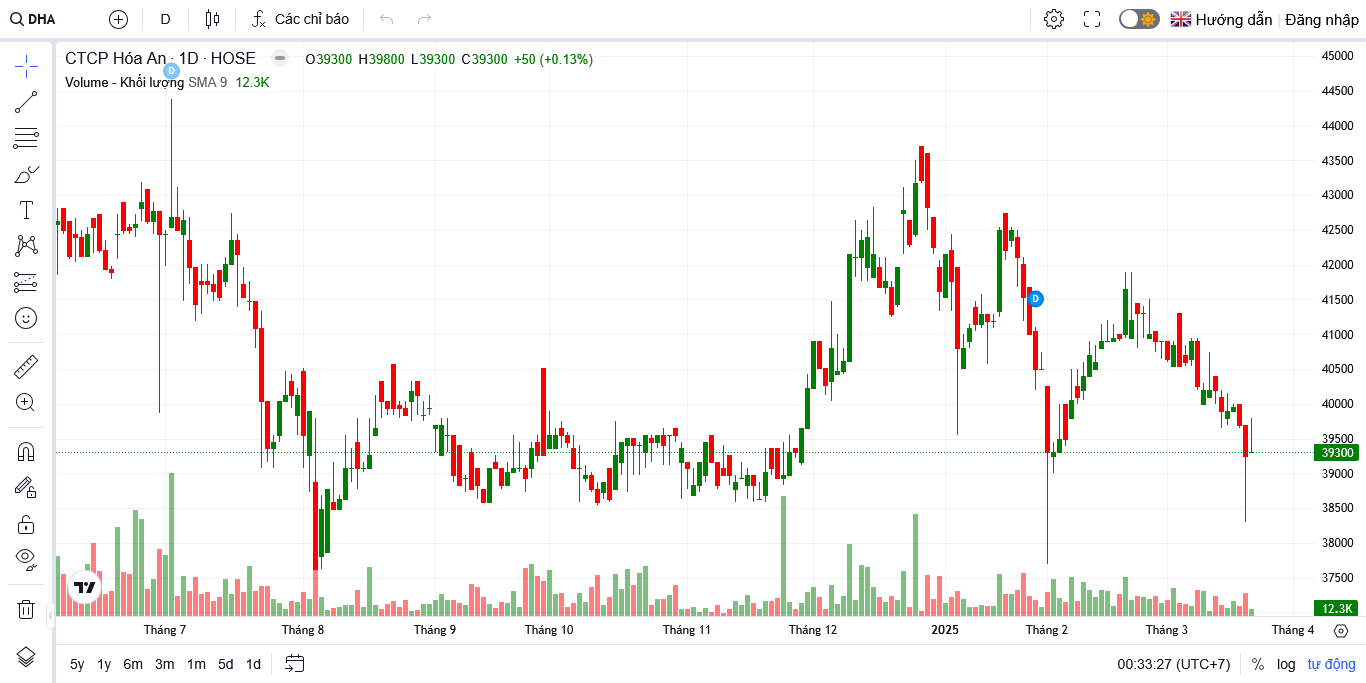 DHA D Các chỉ báo Hướng dẫn Đăng nhập
CTCP Hóa An · 1D · HOSE O39300 H39800 L39300 C39300 +50 (+0.13%)
D
Volume - Khối lượng SMA 9 12.3K
45000
44500
44000
43500
43000
42500
42000
41500
D
41000
40500
40000
39500
39300
39000
38500
38000
37500
12.3K
Tháng 7 Tháng 8 Tháng 9 Tháng 10 Tháng 11 Tháng 12 2025 Tháng 2 Tháng 3 Tháng 4
5y 1y 6m 3m 1m 5d 1d 00:33:27 (UTC+7) % log tự động